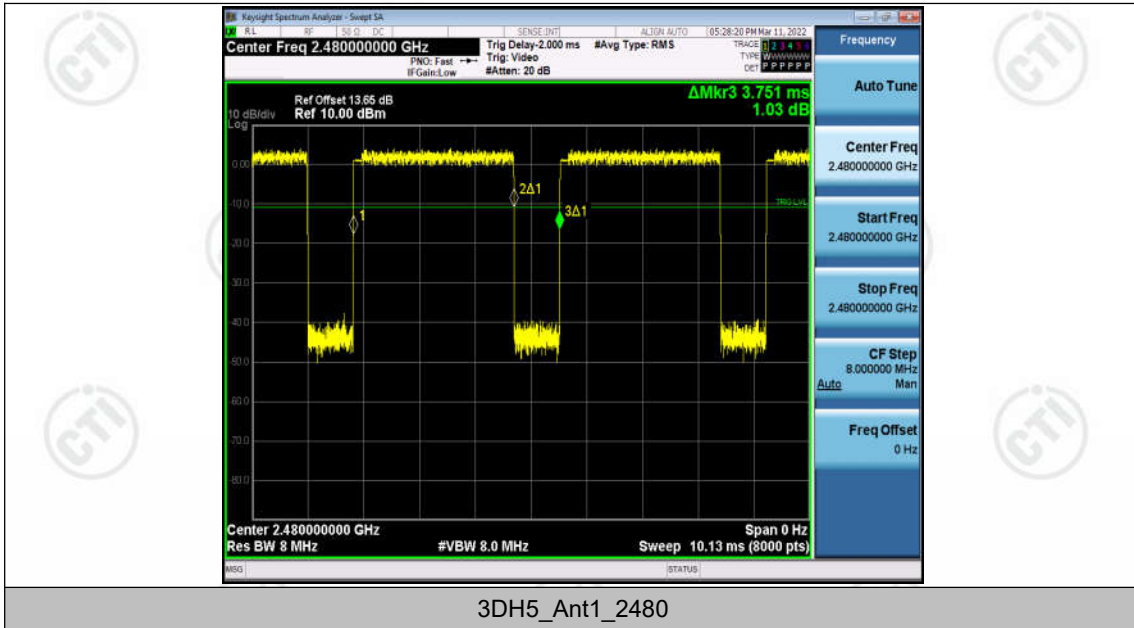 Keysight Spectrum Analyzer - Swept SA
RL RF 50 Ω DC SENSE:INT ALIGN AUTO 05:28:20 PM Mar 11, 2022
Center Freq 2.480000000 GHz
PNO: Fast
IFGain:Low
Trig Delay-2.000 ms
Trig: Video
#Atten: 20 dB
#Avg Type: RMS
TRACE 1 2 3 4 5 6
TYPE WWWWWW
DET P P P P P P
Frequency
Auto Tune
Center Freq
2.480000000 GHz
Start Freq
2.480000000 GHz
Stop Freq
2.480000000 GHz
CF Step
8.000000 MHz
Auto Man
Freq Offset
0 Hz
ΔMkr3 3.751 ms
1.03 dB
Ref Offset 13.65 dB
10 dB/div Ref 10.00 dBm
Log
0.00
-10.0
-20.0
-30.0
-40.0
-50.0
-60.0
-70.0
-80.0
1
2Δ1
3Δ1
TRIG LVL
Center 2.480000000 GHz Span 0 Hz
Res BW 8 MHz #VBW 8.0 MHz Sweep 10.13 ms (8000 pts)
MSG STATUS
3DH5_Ant1_2480
CTI
CTI
CTI
CTI